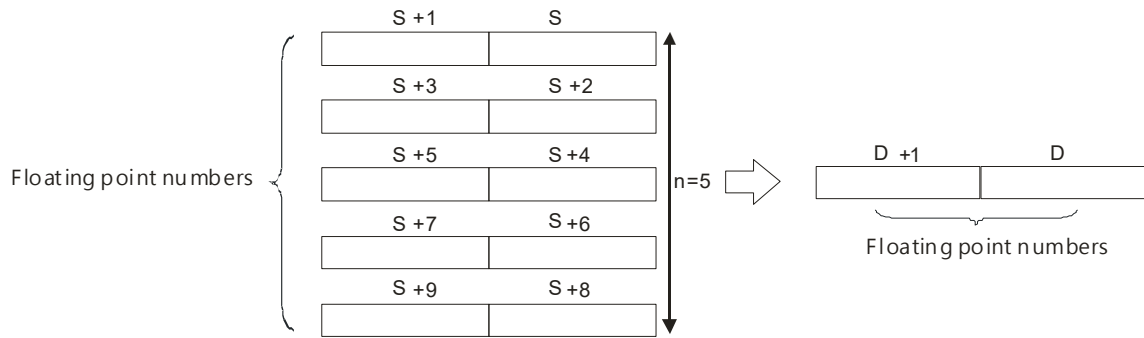 S +1 S
S +3 S +2
S +5 S +4
Floating point numbers
n=5
D +1 D
S +7 S +6
Floating point numbers
S +9 S +8